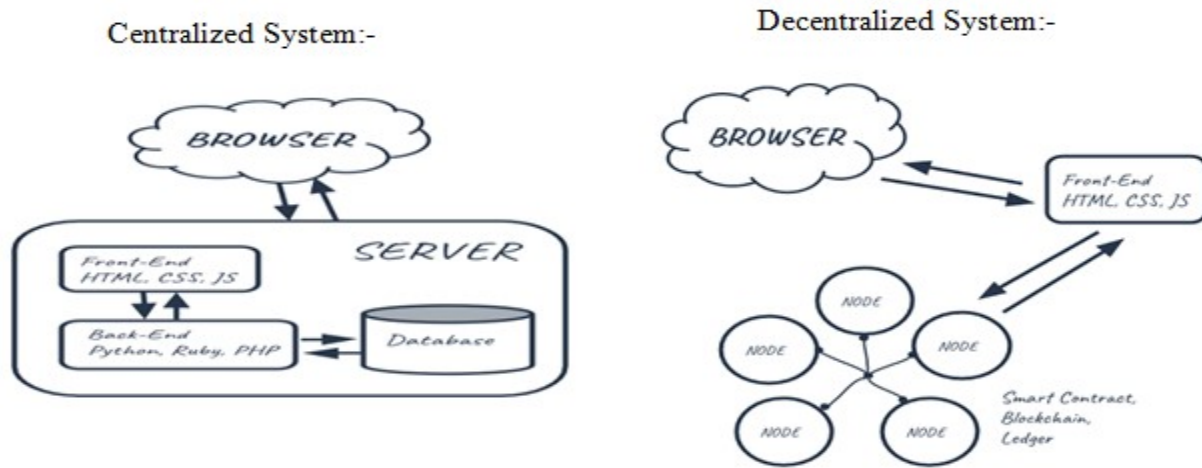 Centralized System:-
BROWSER
SERVER
Front-End
HTML, CSS, JS
Back-End
Python, Ruby, PHP
Database
Decentralized System:-
BROWSER
Front-End
HTML, CSS, JS
NODE
NODE
NODE
NODE
NODE
Smart Contract,
Blockchain,
Ledger